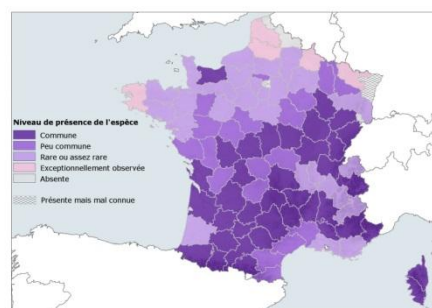 Niveau de présence de l'espèce
Commune
Peu commune
Rare ou assez rare
Exceptionnellement observée
Absente
Présente mais mal connue